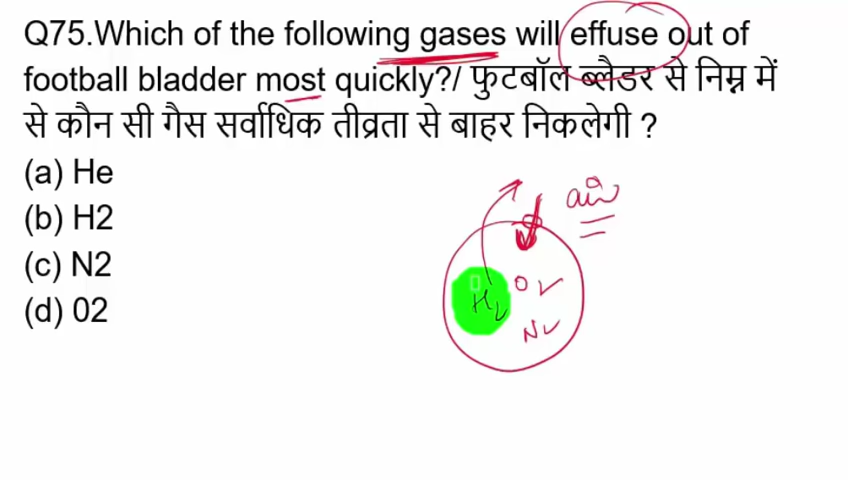 Q75.Which of the following gases will effuse out of
football bladder most quickly?/ फुटबॉल ब्लैडर से निम्न में
से कौन सी गैस सर्वाधिक तीव्रता से बाहर निकलेगी ?
(a) He
(b) H2
(c) N2
(d) 02
air
H2
O2
N2